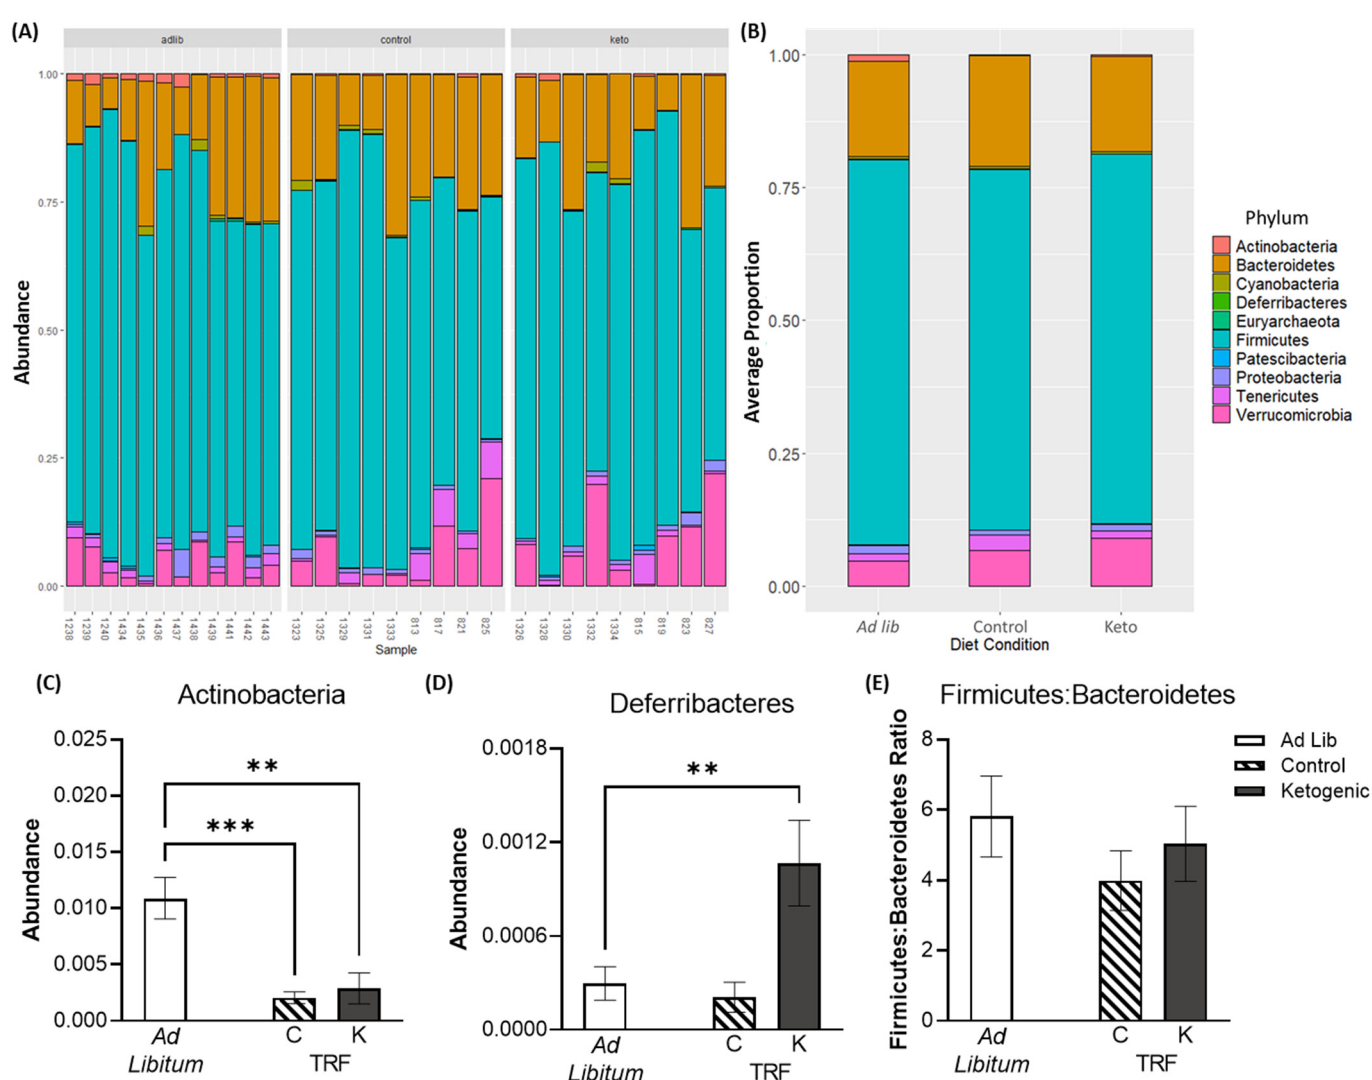 (A)
adlib
control
keto
Abundance
1.00
0.75
0.50
0.25
0.00
1238 1239 1240 1434 1435 1436 1437 1438 1439 1441 1442 1443
1323 1325 1329 1331 1333 813 817 821 825
1326 1328 1330 1332 1334 815 819 823 827
Sample
(B)
Average Proportion
1.00
0.75
0.50
0.25
0.00
Ad lib Control Keto
Diet Condition
Phylum
Actinobacteria
Bacteroidetes
Cyanobacteria
Deferribacteres
Euryarchaeota
Firmicutes
Patescibacteria
Proteobacteria
Tenericutes
Verrucomicrobia
(C)
Actinobacteria
Abundance
0.025
0.020
0.015
0.010
0.005
0.000
**
***
Ad C K
Libitum TRF
(D)
Deferribacteres
Abundance
0.0018
0.0012
0.0006
0.0000
**
Ad C K
Libitum TRF
(E)
Firmicutes:Bacteroidetes
Firmicutes:Bacteroidetes Ratio
8
6
4
2
0
Ad C K
Libitum TRF
Ad Lib
Control
Ketogenic